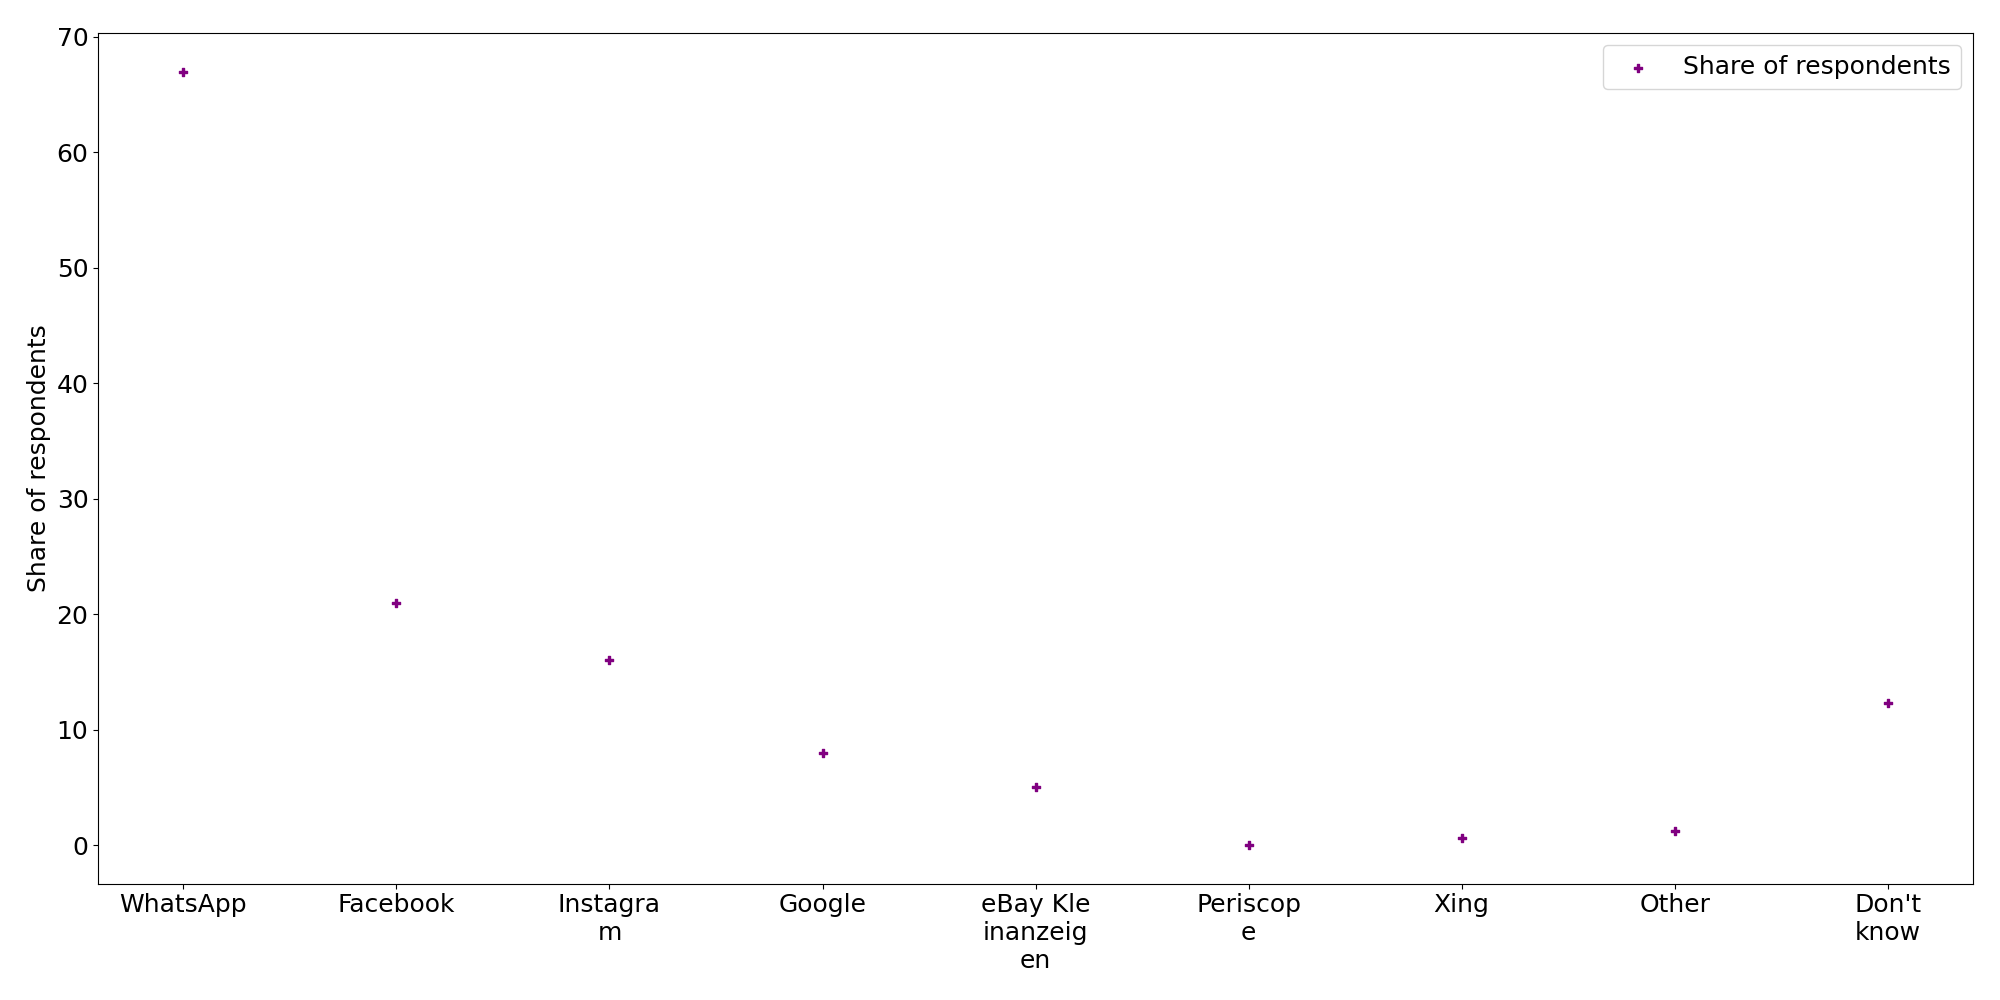 Share of respondents
70
60
50
40
30
20
10
0
Share of respondents
WhatsApp
Facebook
Instagra
m
Google
eBay Kle
inanzeig
en
Periscop
e
Xing
Other
Don't
know